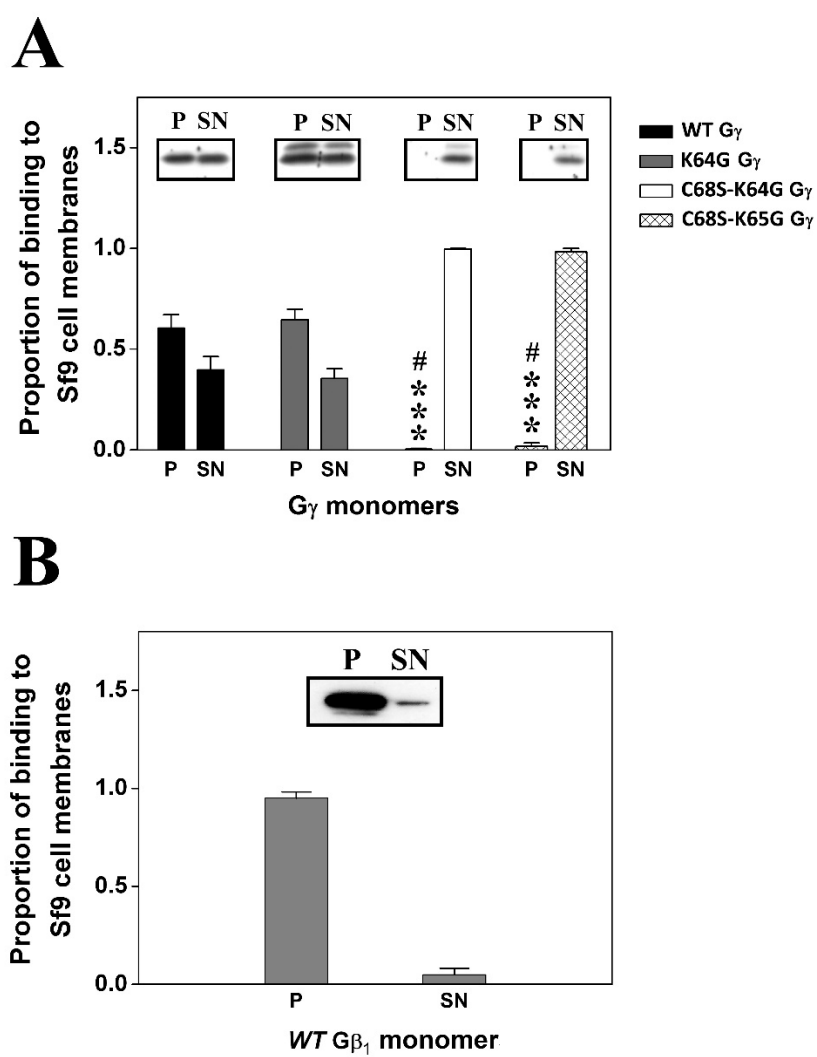 A
Proportion of binding to
Sf9 cell membranes
1.5
1.0
0.5
0.0
P SN P SN P SN P SN
# #
*** ***
P SN P SN P SN P SN
Gγ monomers
WT Gγ
K64G Gγ
C68S-K64G Gγ
C68S-K65G Gγ
B
Proportion of binding to
Sf9 cell membranes
1.5
1.0
0.5
0.0
P SN
P SN
WT Gβ₁ monomer